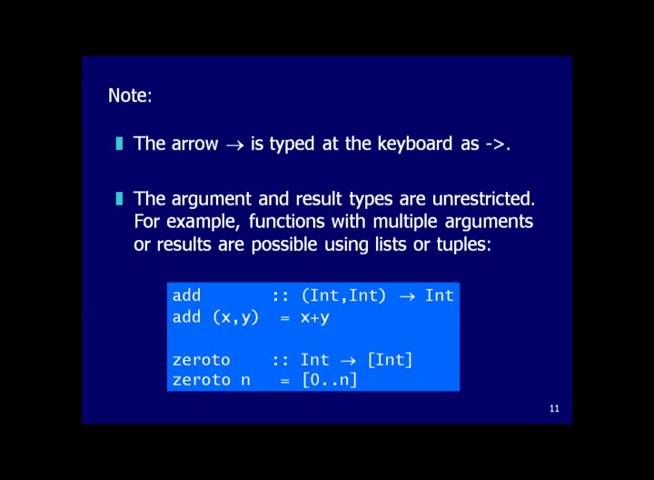 Note:
The arrow → is typed at the keyboard as ->.
The argument and result types are unrestricted.
For example, functions with multiple arguments
or results are possible using lists or tuples:
add :: (Int,Int) → Int
add (x,y) = x+y
zeroto :: Int → [Int]
zeroto n = [0..n]
11